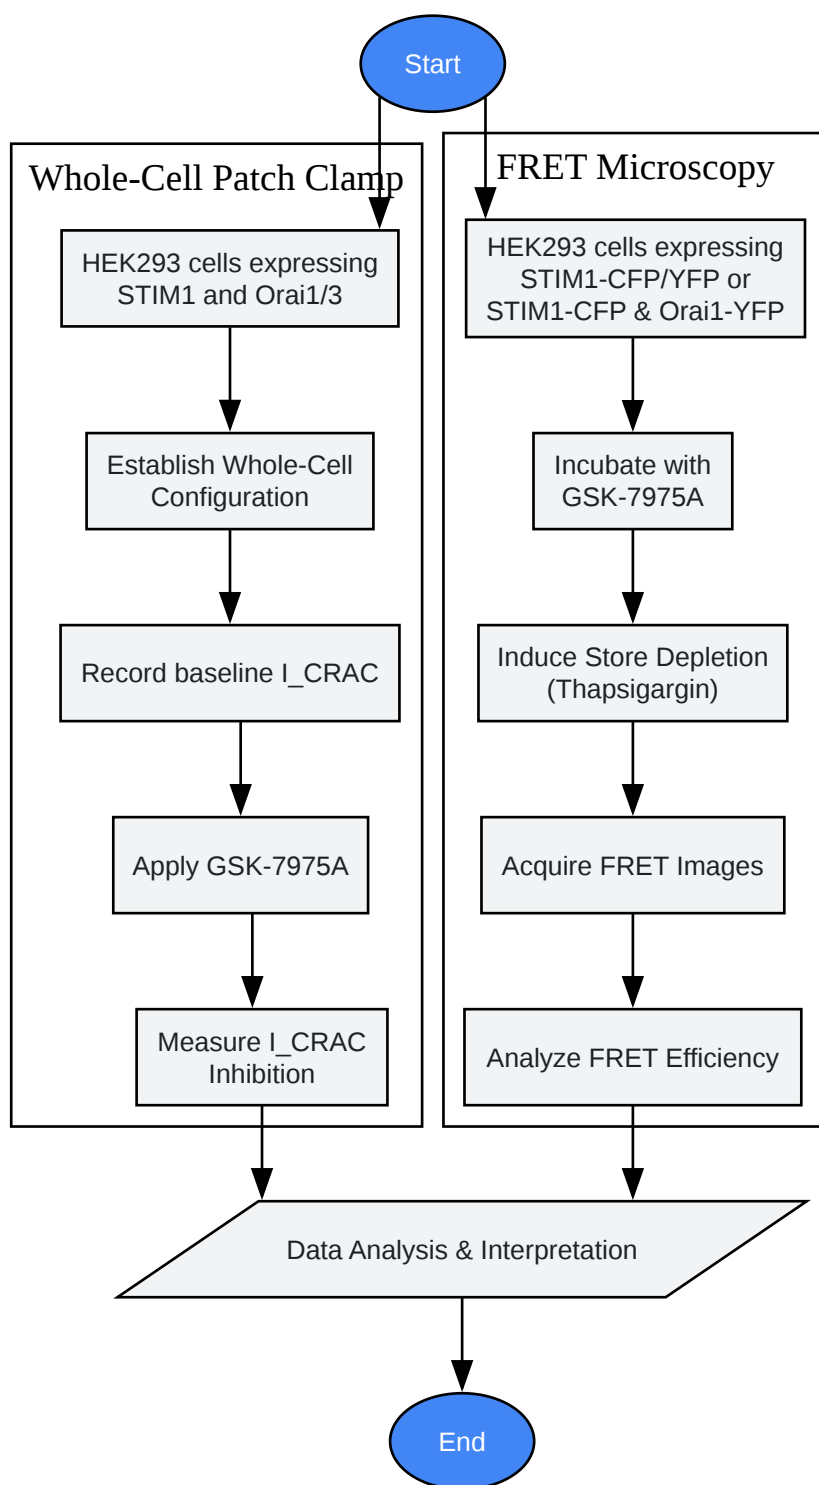 Start
Whole-Cell Patch Clamp
HEK293 cells expressing
STIM1 and Orai1/3
Establish Whole-Cell
Configuration
Record baseline I_CRAC
Apply GSK-7975A
Measure I_CRAC
Inhibition
FRET Microscopy
HEK293 cells expressing
STIM1-CFP/YFP or
STIM1-CFP & Orai1-YFP
Incubate with
GSK-7975A
Induce Store Depletion
(Thapsigargin)
Acquire FRET Images
Analyze FRET Efficiency
Data Analysis & Interpretation
End